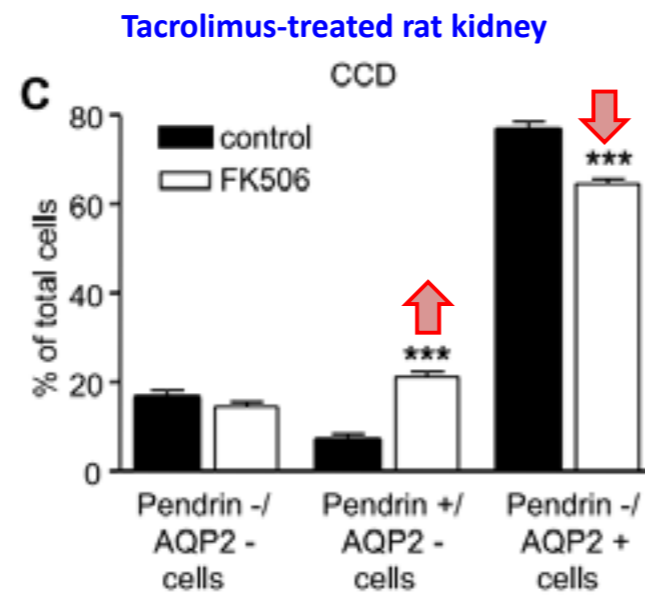 Tacrolimus-treated rat kidney
C
CCD
control
FK506
% of total cells
80
60
40
20
0
***
***
Pendrin -/
AQP2 -
cells
Pendrin +/
AQP2 -
cells
Pendrin -/
AQP2 +
cells